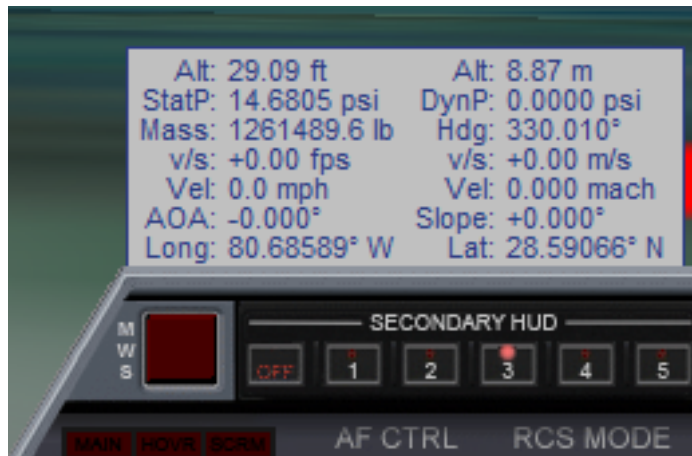 Alt: 29.09 ft Alt: 8.87 m
StatP: 14.6805 psi DynP: 0.0000 psi
Mass: 1261489.6 lb Hdg: 330.010°
v/s: +0.00 fps v/s: +0.00 m/s
Vel: 0.0 mph Vel: 0.000 mach
AOA: -0.000° Slope: +0.000°
Long: 80.68589° W Lat: 28.59066° N
MWS
SECONDARY HUD
OFF 1 2 3 4 5
MAIN HOVR SCRM AF CTRL RCS MODE